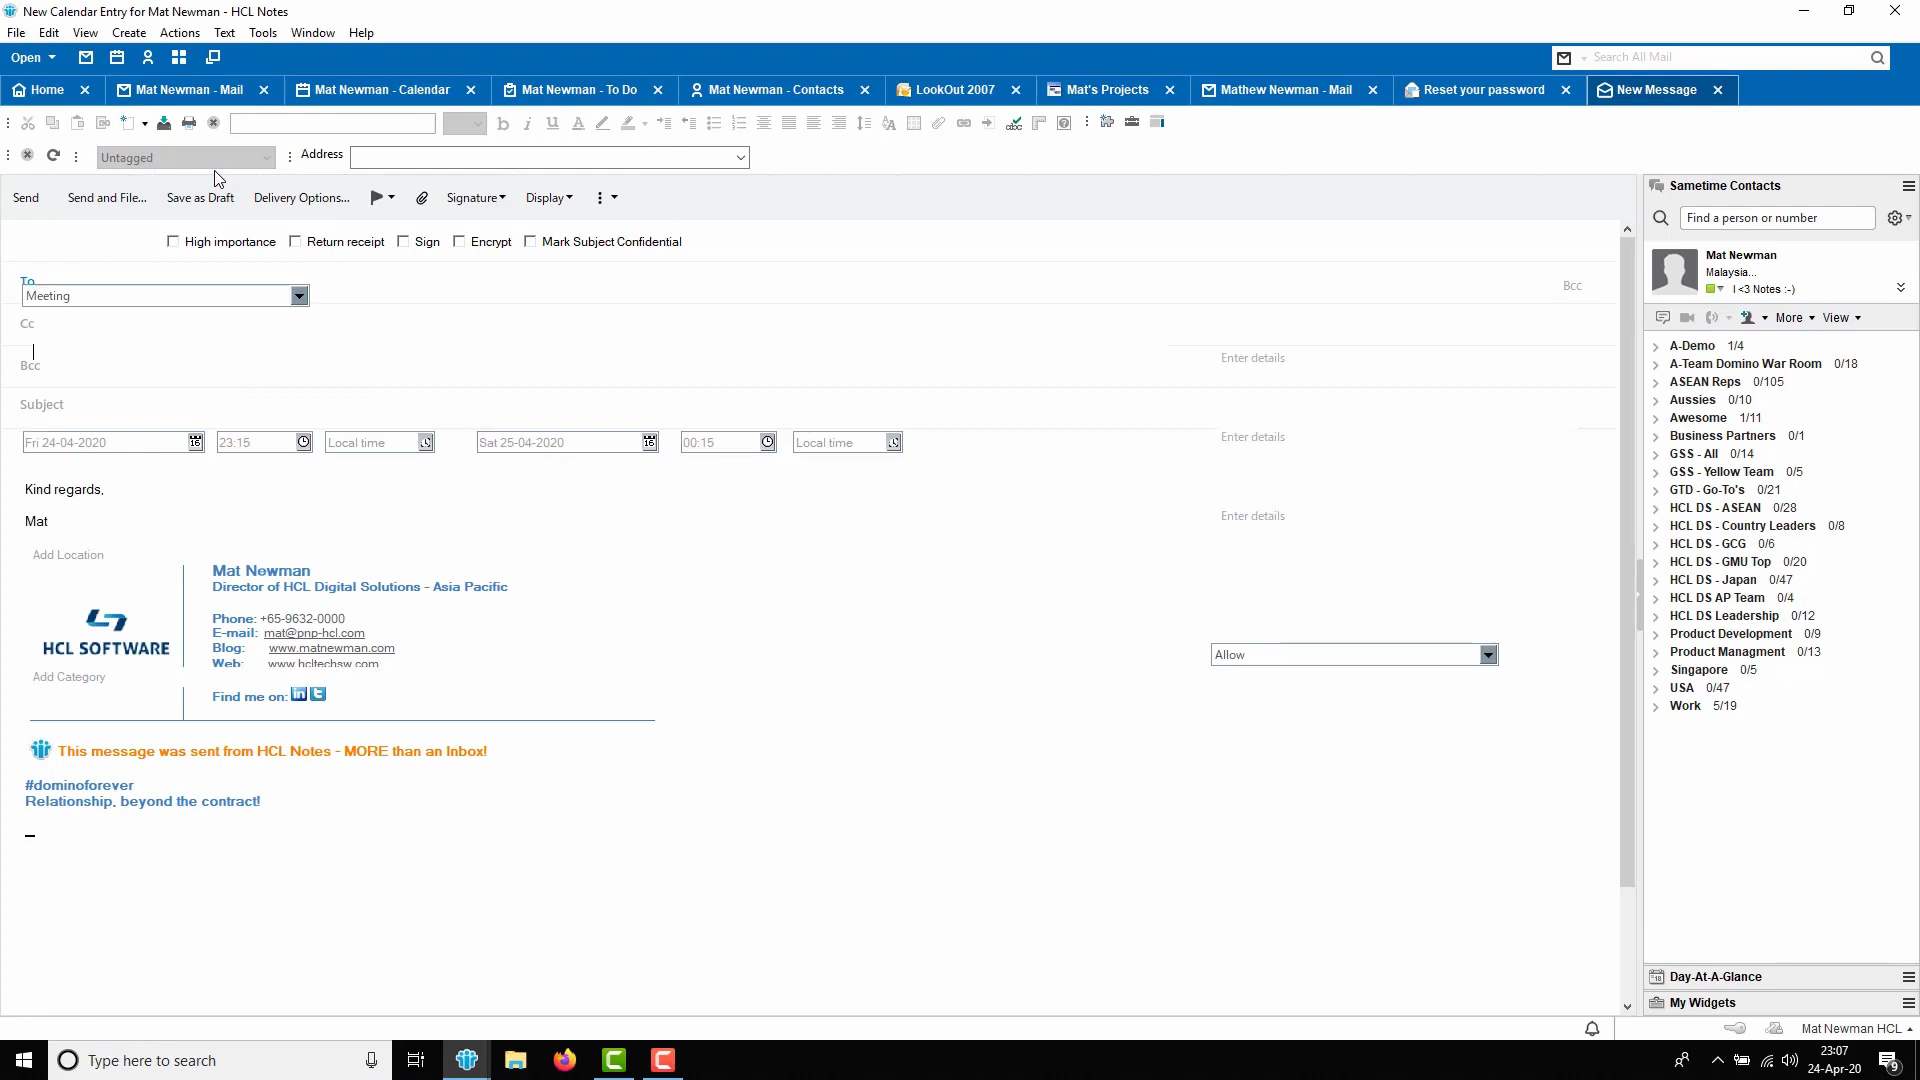 New Calendar Entry for Mat Newman - HCL Notes
File Edit View Create Actions Text Tools Window Help
Open Search All Mail
Home Mat Newman - Mail Mat Newman - Calendar Mat Newman - To Do Mat Newman - Contacts LookOut 2007 Mat's Projects Mathew Newman - Mail Reset your password New Message
Untagged Address
Send Send and File... Save as Draft Delivery Options... Signature Display
High importance Return receipt Sign Encrypt Mark Subject Confidential
To Bcc
Meeting
Cc
Bcc Enter details
Subject
Fri 24-04-2020 23:15 Local time Sat 25-04-2020 00:15 Local time Enter details
Kind regards,
Mat Enter details
Add Location
Mat Newman
Director of HCL Digital Solutions - Asia Pacific
HCL SOFTWARE
Phone: +65-9632-0000
E-mail: mat@pnp-hcl.com
Blog: www.matnewman.com
Web: www.hcltechsw.com
Allow
Add Category
Find me on:
This message was sent from HCL Notes - MORE than an Inbox!
#dominoforever
Relationship, beyond the contract!
Sametime Contacts
Find a person or number
Mat Newman
Malaysia...
I <3 Notes :-)
More View
A-Demo 1/4
A-Team Domino War Room 0/18
ASEAN Reps 0/105
Aussies 0/10
Awesome 1/11
Business Partners 0/1
GSS - All 0/14
GSS - Yellow Team 0/5
GTD - Go-To's 0/21
HCL DS - ASEAN 0/28
HCL DS - Country Leaders 0/8
HCL DS - GCG 0/6
HCL DS - GMU Top 0/20
HCL DS - Japan 0/47
HCL DS AP Team 0/4
HCL DS Leadership 0/12
Product Development 0/9
Product Managment 0/13
Singapore 0/5
USA 0/47
Work 5/19
Day-At-A-Glance
My Widgets
Mat Newman HCL
Type here to search
23:07
24-Apr-20
9